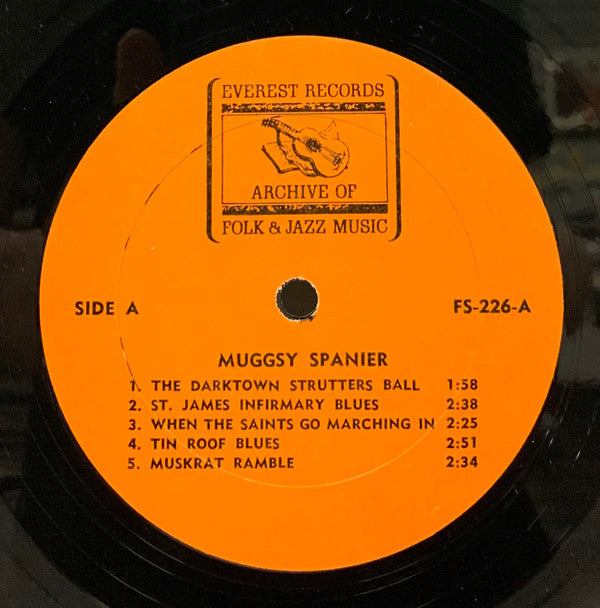 EVEREST RECORDS
ARCHIVE OF
FOLK & JAZZ MUSIC
SIDE A FS-226-A
MUGGSY SPANIER
1. THE DARKTOWN STRUTTERS BALL 1:58
2. ST. JAMES INFIRMARY BLUES 2:38
3. WHEN THE SAINTS GO MARCHING IN 2:25
4. TIN ROOF BLUES 2:51
5. MUSKRAT RAMBLE 2:34